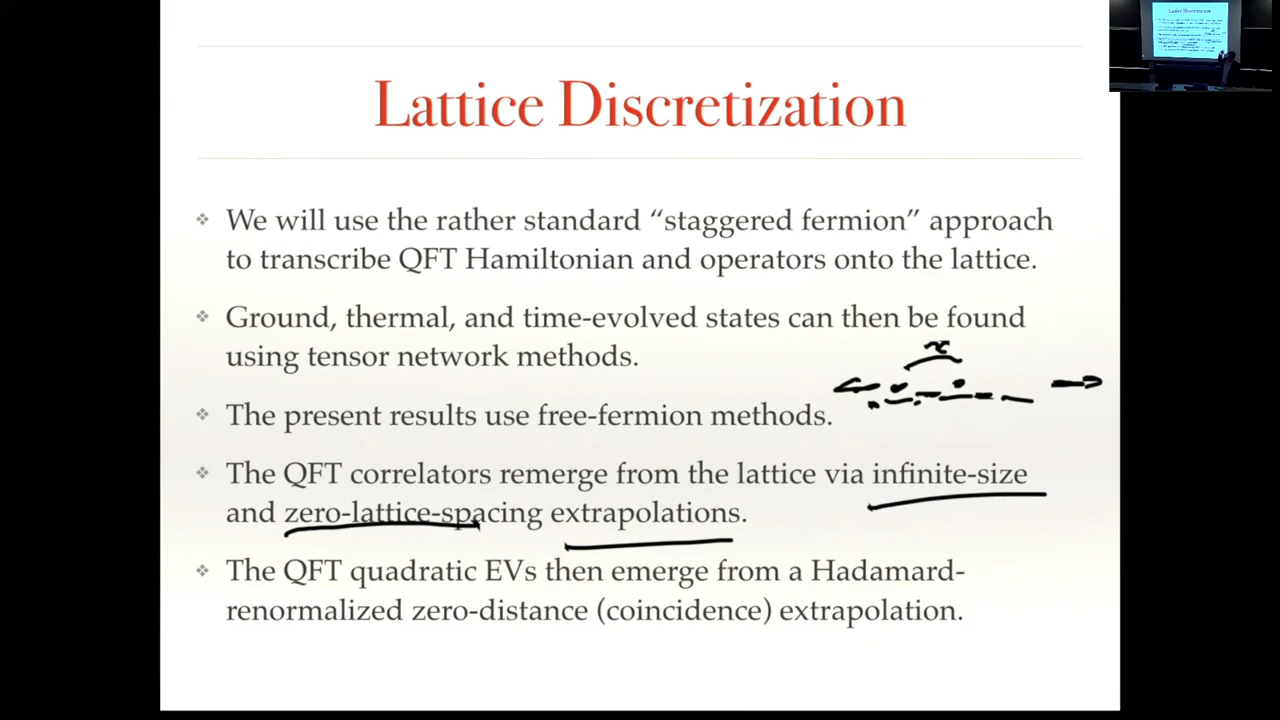 Lattice Discretization
❖ We will use the rather standard “staggered fermion” approach
to transcribe QFT Hamiltonian and operators onto the lattice.
❖ Ground, thermal, and time-evolved states can then be found
using tensor network methods.
❖ The present results use free-fermion methods.
❖ The QFT correlators remerge from the lattice via infinite-size
and zero-lattice-spacing extrapolations.
❖ The QFT quadratic EVs then emerge from a Hadamard-
renormalized zero-distance (coincidence) extrapolation.